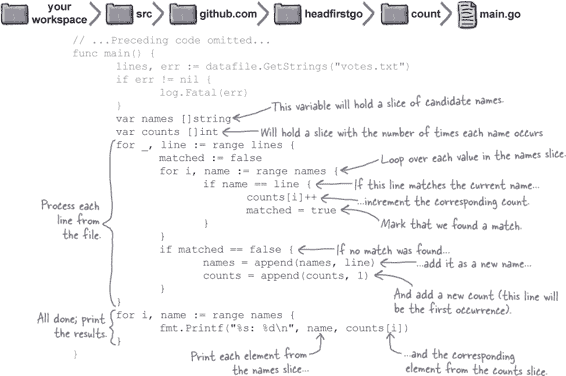 your workspace
src
github.com
headfirstgo
count
main.go
// ...Preceding code omitted...
func main() {
lines, err := datafile.GetStrings("votes.txt")
if err != nil {
log.Fatal(err)
}
var names []string
This variable will hold a slice of candidate names.
var counts []int
Will hold a slice with the number of times each name occurs
for _, line := range lines {
matched := false
for i, name := range names {
Loop over each value in the names slice.
if name == line {
If this line matches the current name...
counts[i]++
...increment the corresponding count.
matched = true
Mark that we found a match.
}
}
Process each
line from
the file.
if matched == false {
If no match was found...
names = append(names, line)
...add it as a new name...
counts = append(counts, 1)
And add a new count (this line will
be the first occurrence).
}
}
All done; print
the results.
for i, name := range names {
fmt.Printf("%s: %d\n", name, counts[i])
}
Print each element from
the names slice...
...and the corresponding
element from the counts slice.
}